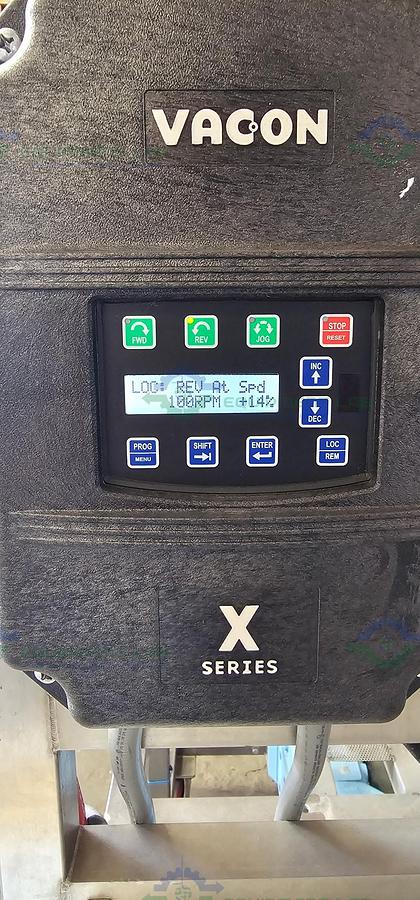 VACON
FWD
REV
JOG
STOP
RESET
INC
LOC: REV At Spd
100RPM +14%
DEC
PROG
MENU
SHIFT
ENTER
LOC
REM
X
SERIES